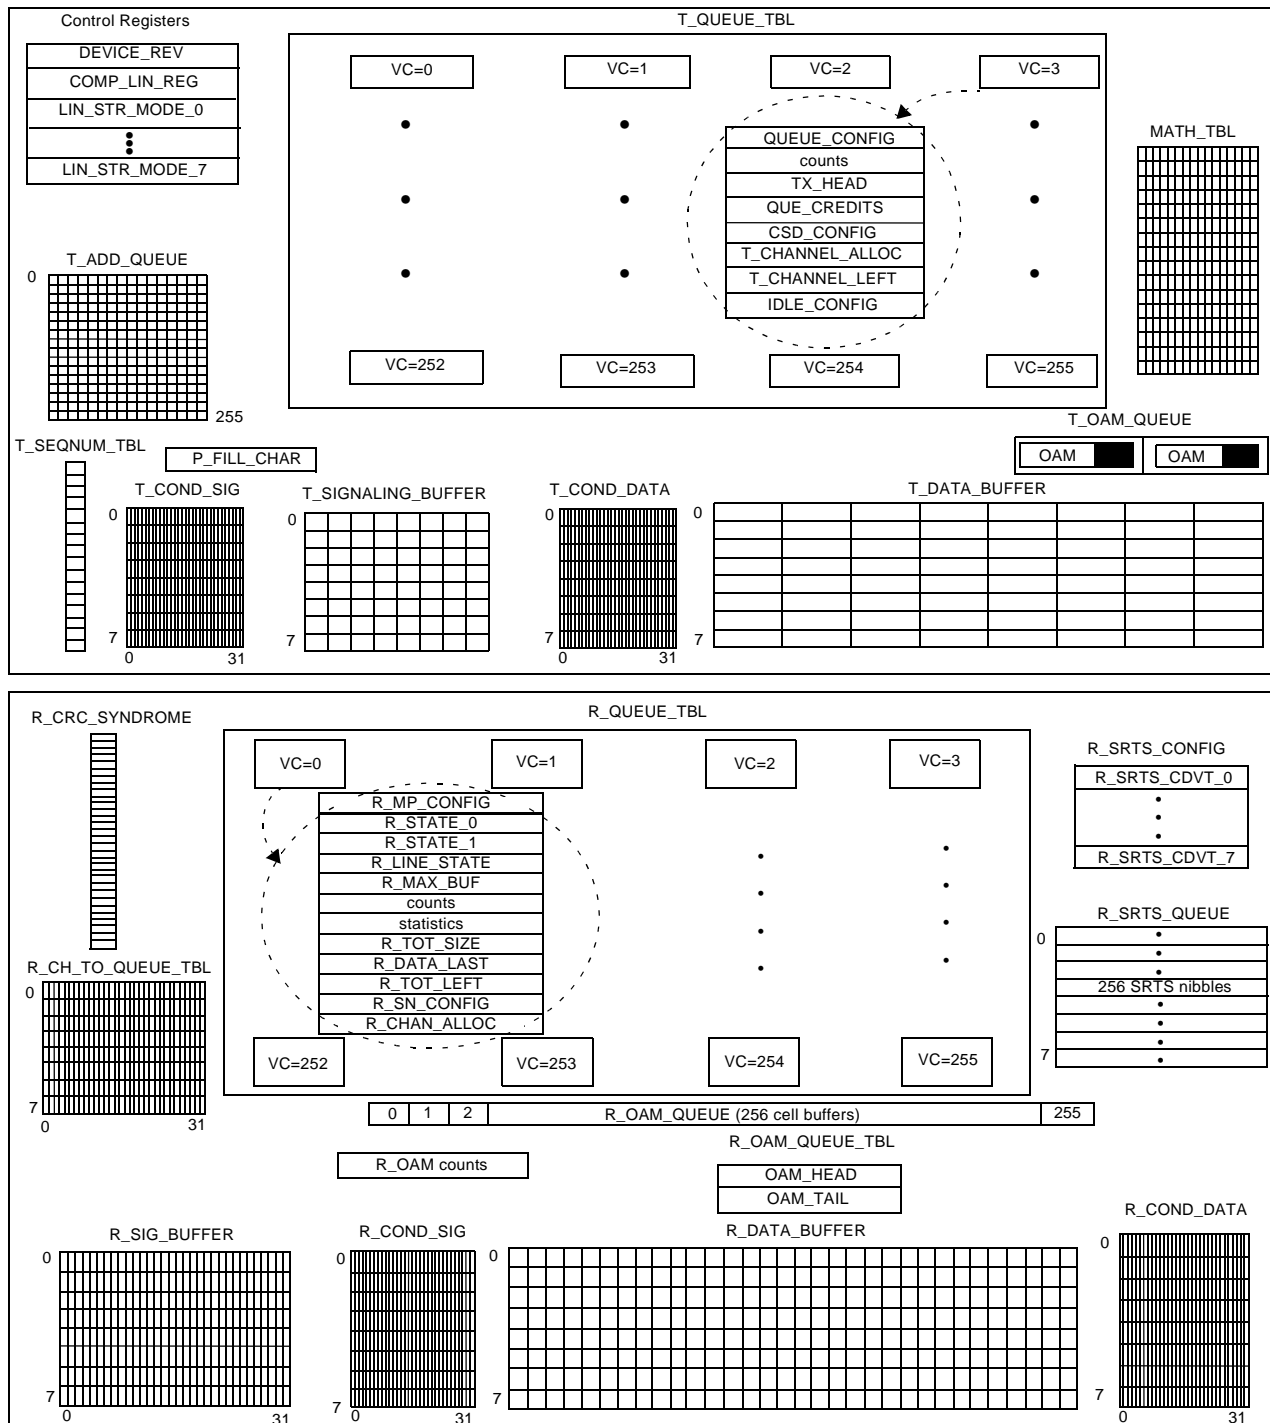 Control Registers
DEVICE_REV
COMP_LIN_REG
LIN_STR_MODE_0
LIN_STR_MODE_7
T_QUEUE_TBL
VC=0
VC=1
VC=2
VC=3
QUEUE_CONFIG
counts
TX_HEAD
QUE_CREDITS
CSD_CONFIG
T_CHANNEL_ALLOC
T_CHANNEL_LEFT
IDLE_CONFIG
VC=252
VC=253
VC=254
VC=255
MATH_TBL
T_ADD_QUEUE
0
255
T_OAM_QUEUE
OAM
OAM
T_SEQNUM_TBL
P_FILL_CHAR
T_COND_SIG
0
7
0
31
T_SIGNALING_BUFFER
0
7
T_COND_DATA
0
7
0
31
T_DATA_BUFFER
0
7
R_CRC_SYNDROME
R_QUEUE_TBL
VC=0
VC=1
VC=2
VC=3
R_MP_CONFIG
R_STATE_0
R_STATE_1
R_LINE_STATE
R_MAX_BUF
counts
statistics
R_TOT_SIZE
R_DATA_LAST
R_TOT_LEFT
R_SN_CONFIG
R_CHAN_ALLOC
VC=252
VC=253
VC=254
VC=255
R_SRTS_CONFIG
R_SRTS_CDVT_0
R_SRTS_CDVT_7
R_SRTS_QUEUE
0
256 SRTS nibbles
7
R_CH_TO_QUEUE_TBL
0
7
0
31
0
1
2
R_OAM_QUEUE (256 cell buffers)
255
R_OAM counts
R_OAM_QUEUE_TBL
OAM_HEAD
OAM_TAIL
R_SIG_BUFFER
0
7
0
31
R_COND_SIG
0
7
0
31
R_DATA_BUFFER
0
7
R_COND_DATA
0
7
0
31